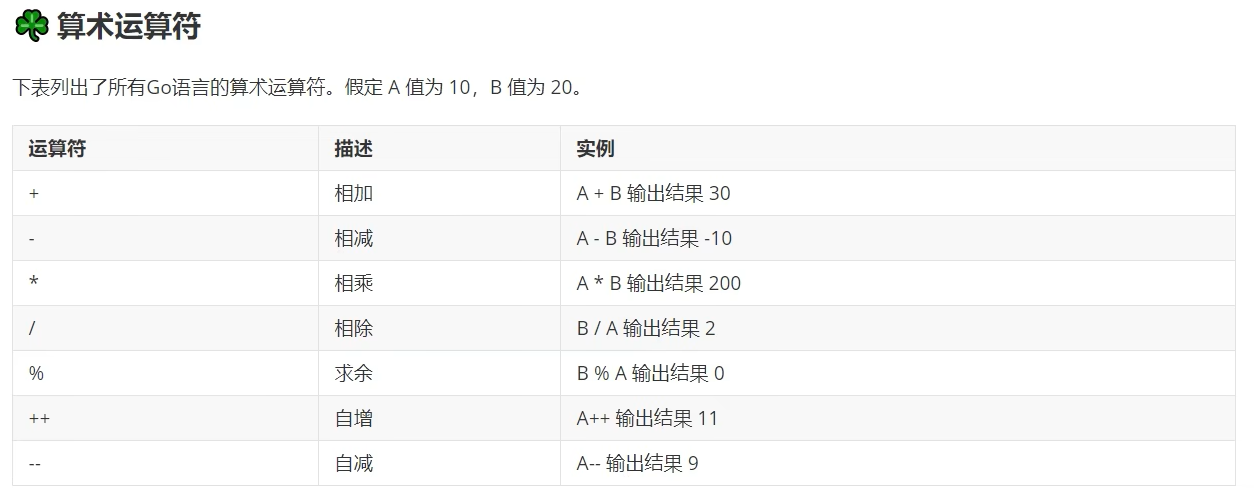 算术运算符
下表列出了所有Go语言的算术运算符。假定 A 值为 10，B 值为 20。
运算符 描述 实例
+ 相加 A + B 输出结果 30
- 相减 A - B 输出结果 -10
* 相乘 A * B 输出结果 200
/ 相除 B / A 输出结果 2
% 求余 B % A 输出结果 0
++ 自增 A++ 输出结果 11
-- 自减 A-- 输出结果 9